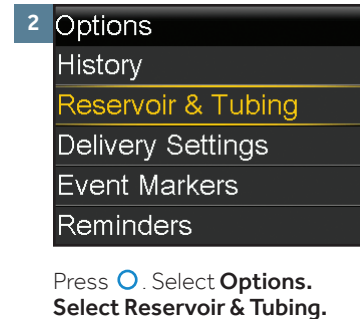 2
Options
History
Reservoir & Tubing
Delivery Settings
Event Markers
Reminders
Press O. Select Options.
Select Reservoir & Tubing.